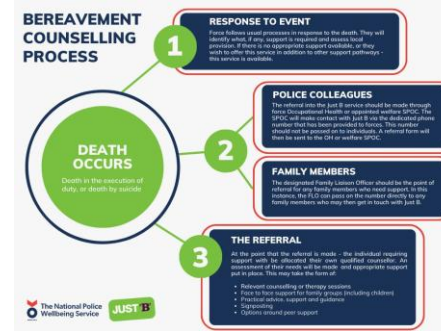 BEREAVEMENT
COUNSELLING
PROCESS
1
RESPONSE TO EVENT
Force follows usual processes in response to the death. They will
identify what, if any, support is required and assess local
provision. If there is no appropriate support available, or they
wish to offer this service in addition to other support pathways -
this service is available.
DEATH
OCCURS
Death in the execution of
duty, or death by suicide
2
POLICE COLLEAGUES
The referral into the Just B service should be made through
force Occupational Health or appointed welfare SPOC. The
SPOC will make contact with Just B via the dedicated phone
number that has been provided to forces. This number
should not be passed on to individuals. A referral form will
then be sent to the OH or welfare SPOC.
FAMILY MEMBERS
The designated Family Liaison Officer should be the point of
referral for any family members who need support. In this
instance, the FLO can pass on the number directly to any
family members who may then get in touch with Just B.
3
THE REFERRAL
At the point that the referral is made - the individual requiring
support with be allocated their own qualified counsellor. An
assessment of their needs will be made and appropriate support
put in place. This may take the form of:
• Relevant counselling or therapy sessions
• Face to face support for family groups (including children)
• Practical advice, support and guidance
• Signposting
• Options around peer support
The National Police
Wellbeing Service
JUST 'B'